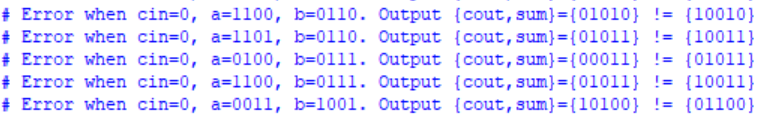 # Error when cin=0, a=1100, b=0110. Output {cout,sum}={01010} != {10010}
# Error when cin=0, a=1101, b=0110. Output {cout,sum}={01011} != {10011}
# Error when cin=0, a=0100, b=0111. Output {cout,sum}={00011} != {01011}
# Error when cin=0, a=1100, b=0111. Output {cout,sum}={01011} != {10011}
# Error when cin=0, a=0011, b=1001. Output {cout,sum}={10100} != {01100}